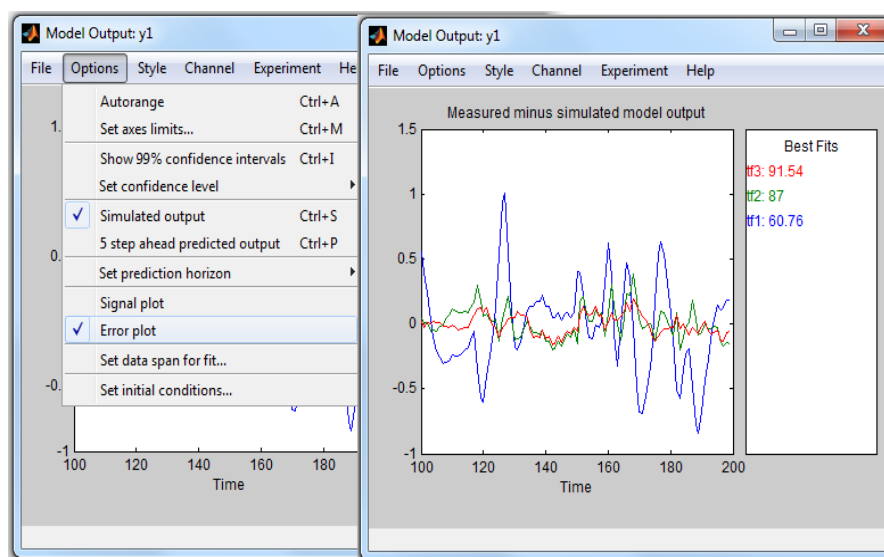 Model Output: y1
File Options Style Channel Experiment He
Autorange Ctrl+A
Set axes limits... Ctrl+M
Show 99% confidence intervals Ctrl+I
Set confidence level
Simulated output Ctrl+S
5 step ahead predicted output Ctrl+P
Set prediction horizon
Signal plot
Error plot
Set data span for fit...
Set initial conditions...
1.
0.
-0.
-1
100 120 140 160 180
Time
Model Output: y1
File Options Style Channel Experiment Help
Measured minus simulated model output
1.5
1
0.5
0
-0.5
-1
100 120 140 160 180 200
Time
Best Fits
tf3: 91.54
tf2: 87
tf1: 60.76